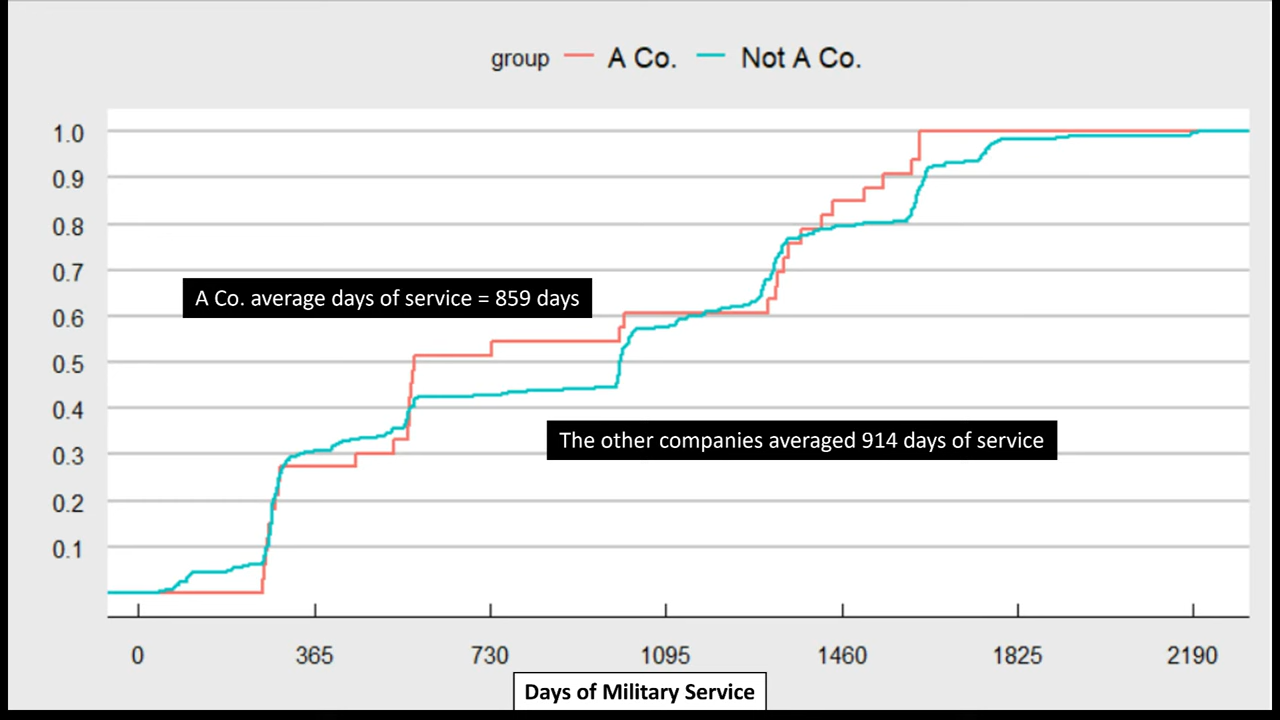 group A Co. Not A Co.
1.0
0.9
0.8
0.7
A Co. average days of service = 859 days
0.6
0.5
0.4
The other companies averaged 914 days of service
0.3
0.2
0.1
0 365 730 1095 1460 1825 2190
Days of Military Service